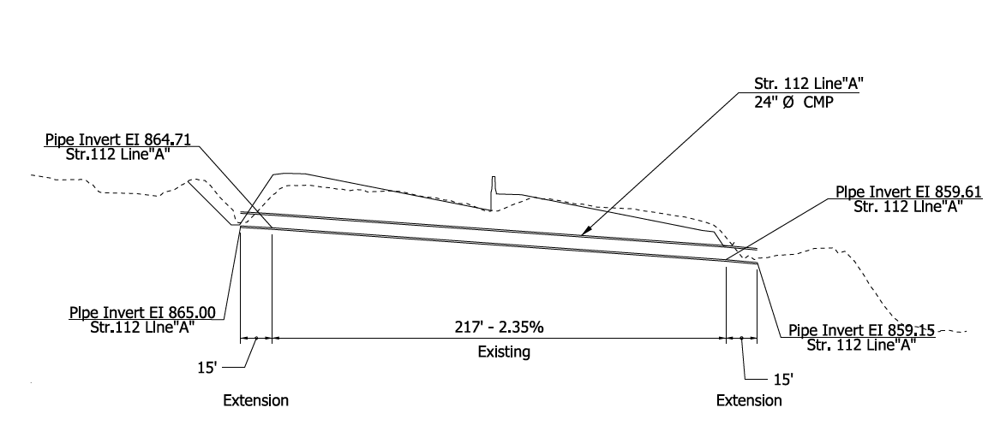 Str. 112 Line"A"
24" Ø CMP
Pipe Invert El 864.71
Str.112 Line"A"
Pipe Invert El 859.61
Str. 112 Line"A"
Pipe Invert El 865.00
Str.112 Line"A"
217' - 2.35%
Existing
Pipe Invert El 859.15
Str. 112 Line"A"
15'
15'
Extension
Extension